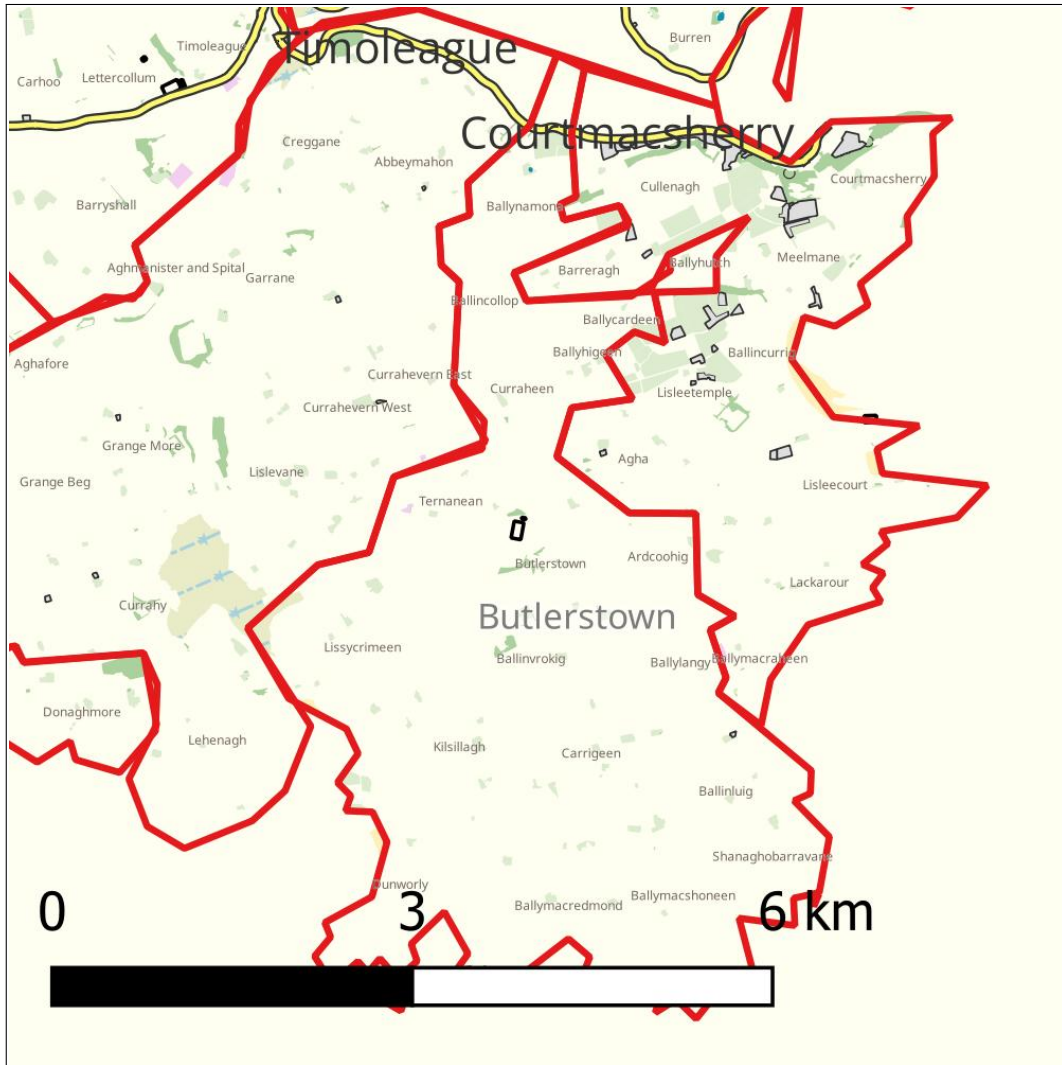 Burren
Timoleague
Timoleague
Carhoo
Lettercollum
Courtmacsherry
Creggane
Abbeymahon
Courtmacsherry
Cullenagh
Barryshall
Ballynamona
Meelmane
Ballyhutch
Aghmanister and Spital
Garrane
Barreragh
Ballincollop
Ballycardeen
Ballyhigeen
Ballincurrig
Aghafore
Currahevern East
Curraheen
Lisleetemple
Currahevern West
Grange More
Agha
Lislevane
Grange Beg
Lisleecourt
Ternanean
Ardcoohig
Butlerstown
Lackarour
Currahy
Butlerstown
Lissycrimeen
Ballinvrokig
Ballylangy
Ballymacraheen
Donaghmore
Lehenagh
Kilsillagh
Carrigeen
Ballinluig
Shanaghobarravane
Dunworly
Ballymacshoneen
Ballymacredmond
0 3 6 km